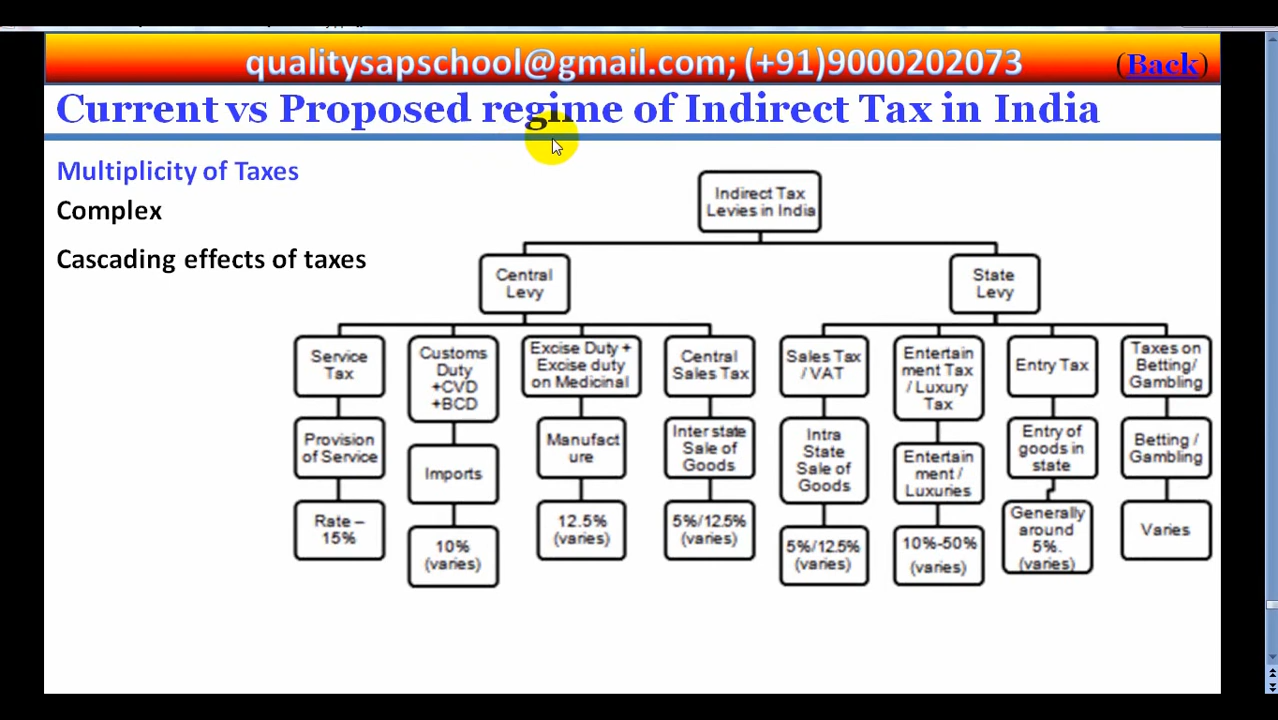 qualitysapschool@gmail.com; (+91)9000202073
(Back)
Current vs Proposed regime of Indirect Tax in India
Multiplicity of Taxes
Complex
Cascading effects of taxes
Indirect Tax
Levies in India
Central
Levy
State
Levy
Service
Tax
Customs
Duty
+CVD
+BCD
Excise Duty +
Excise duty
on Medicinal
Central
Sales Tax
Sales Tax
/ VAT
Entertain
ment Tax
/ Luxury
Tax
Entry Tax
Taxes on
Betting/
Gambling
Provision
of Service
Imports
Manufact
ure
Inter state
Sale of
Goods
Intra
State
Sale of
Goods
Entertain
ment /
Luxuries
Entry of
goods in
state
Betting /
Gambling
Rate –
15%
10%
(varies)
12.5%
(varies)
5%/12.5%
(varies)
5%/12.5%
(varies)
10%-50%
(varies)
Generally
around
5%.
(varies)
Varies